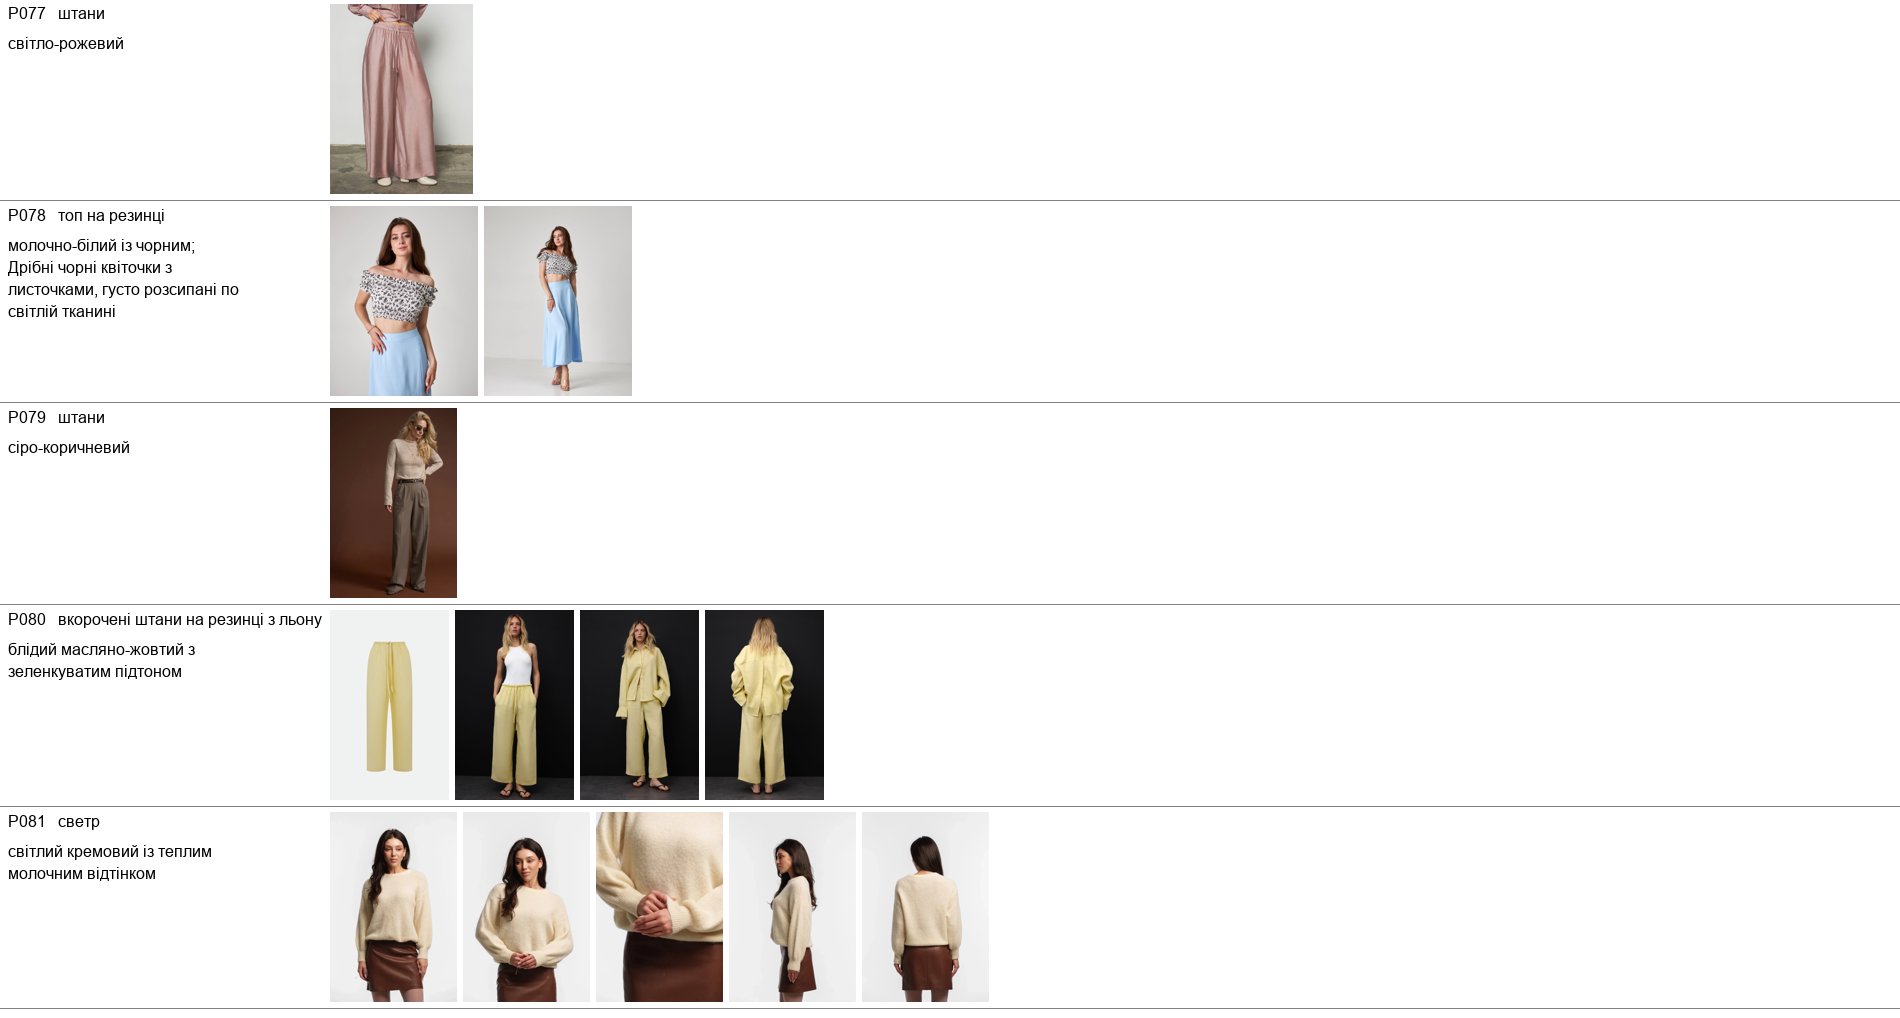 P077 штани
світло-рожевий
P078 топ на резинці
молочно-білий із чорним;
Дрібні чорні квіточки з
листочками, густо розсипані по
світлій тканині
P079 штани
сіро-коричневий
P080 вкорочені штани на резинці з льону
блідий масляно-жовтий з
зеленкуватим підтоном
P081 светр
світлий кремовий із теплим
молочним відтінком